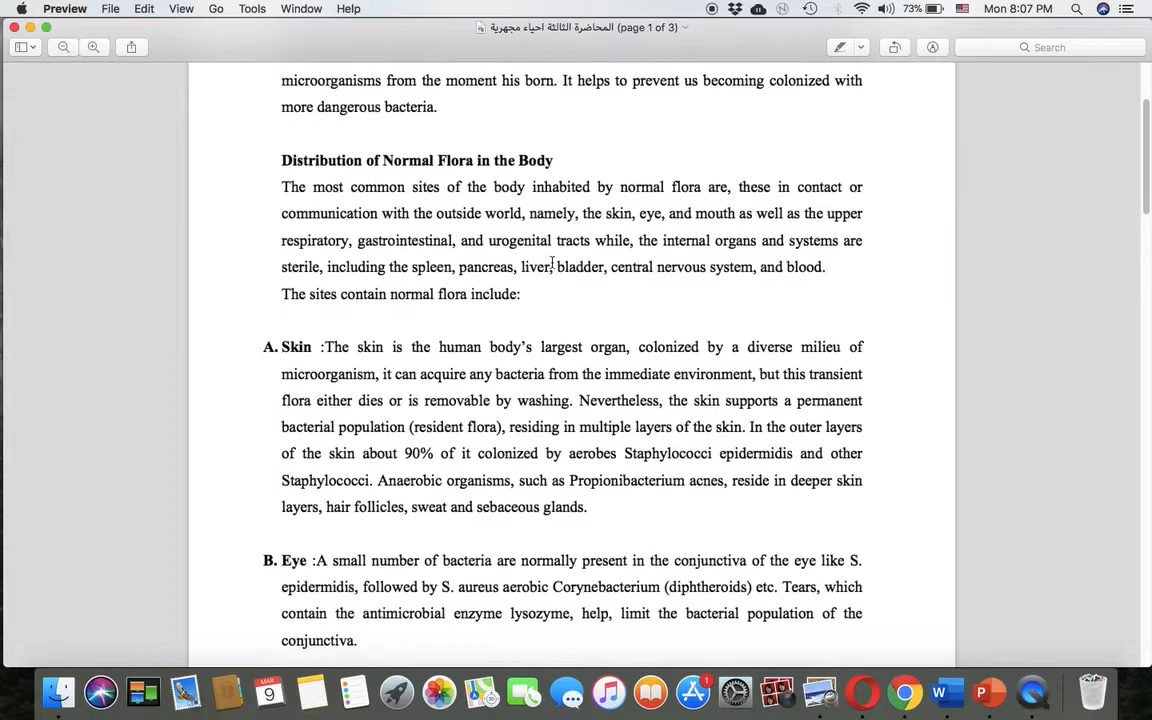 Preview File Edit View Go Tools Window Help 73% Mon 8:07 PM
المحاضرة الثالثة احياء مجهرية (page 1 of 3)
Search
microorganisms from the moment his born. It helps to prevent us becoming colonized with
more dangerous bacteria.
Distribution of Normal Flora in the Body
The most common sites of the body inhabited by normal flora are, these in contact or
communication with the outside world, namely, the skin, eye, and mouth as well as the upper
respiratory, gastrointestinal, and urogenital tracts while, the internal organs and systems are
sterile, including the spleen, pancreas, liver, bladder, central nervous system, and blood.
The sites contain normal flora include:
A. Skin :The skin is the human body’s largest organ, colonized by a diverse milieu of
microorganism, it can acquire any bacteria from the immediate environment, but this transient
flora either dies or is removable by washing. Nevertheless, the skin supports a permanent
bacterial population (resident flora), residing in multiple layers of the skin. In the outer layers
of the skin about 90% of it colonized by aerobes Staphylococci epidermidis and other
Staphylococci. Anaerobic organisms, such as Propionibacterium acnes, reside in deeper skin
layers, hair follicles, sweat and sebaceous glands.
B. Eye :A small number of bacteria are normally present in the conjunctiva of the eye like S.
epidermidis, followed by S. aureus aerobic Corynebacterium (diphtheroids) etc. Tears, which
contain the antimicrobial enzyme lysozyme, help, limit the bacterial population of the
conjunctiva.
MAR
9
1
W
P